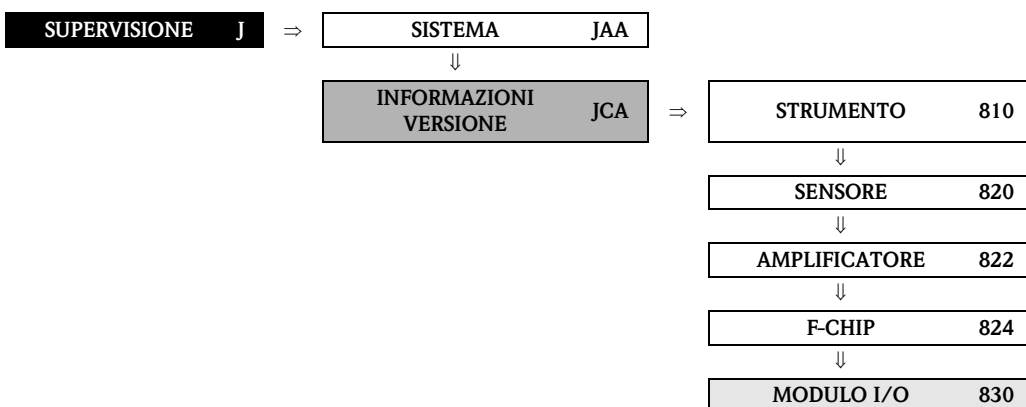 SUPERVISIONE J ⇒ SISTEMA JAA
⇓
INFORMAZIONI
VERSIONE JCA ⇒ STRUMENTO 810
⇓
SENSORE 820
⇓
AMPLIFICATORE 822
⇓
F-CHIP 824
⇓
MODULO I/O 830